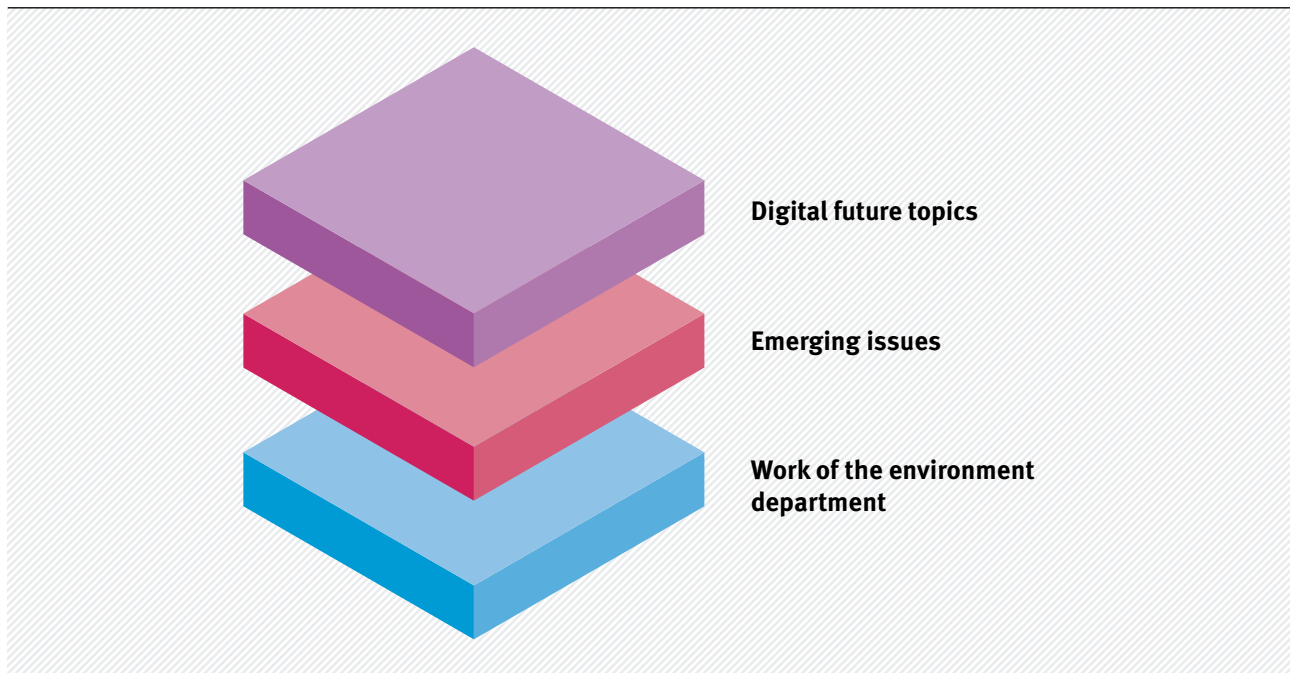 Digital future topics
Emerging issues
Work of the environment
department